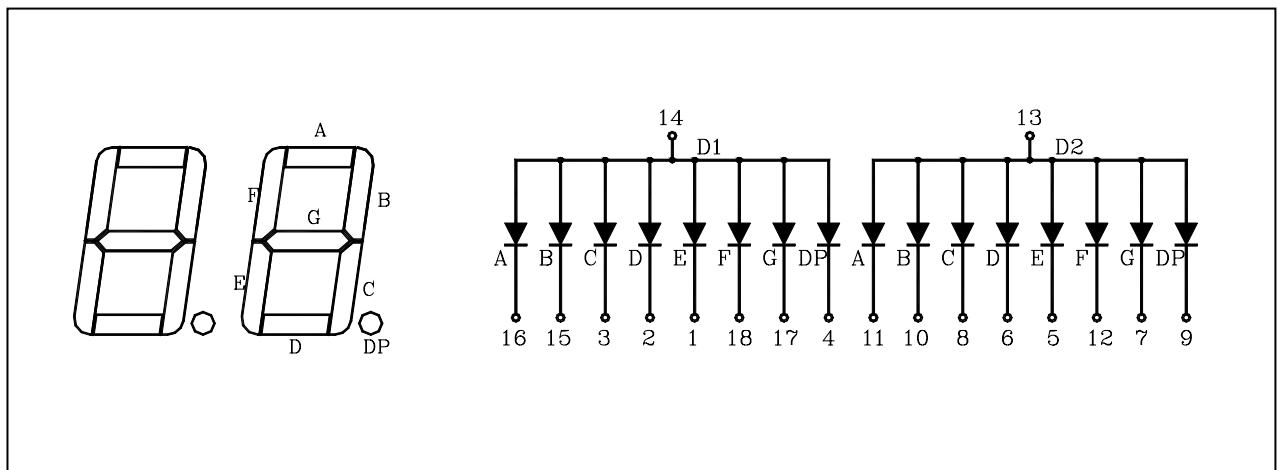 14 13
A D1 D2
F B
G
A B C D E F G DP A B C D E F G DP
E C
16 15 3 2 1 18 17 4 11 10 8 6 5 12 7 9
D DP